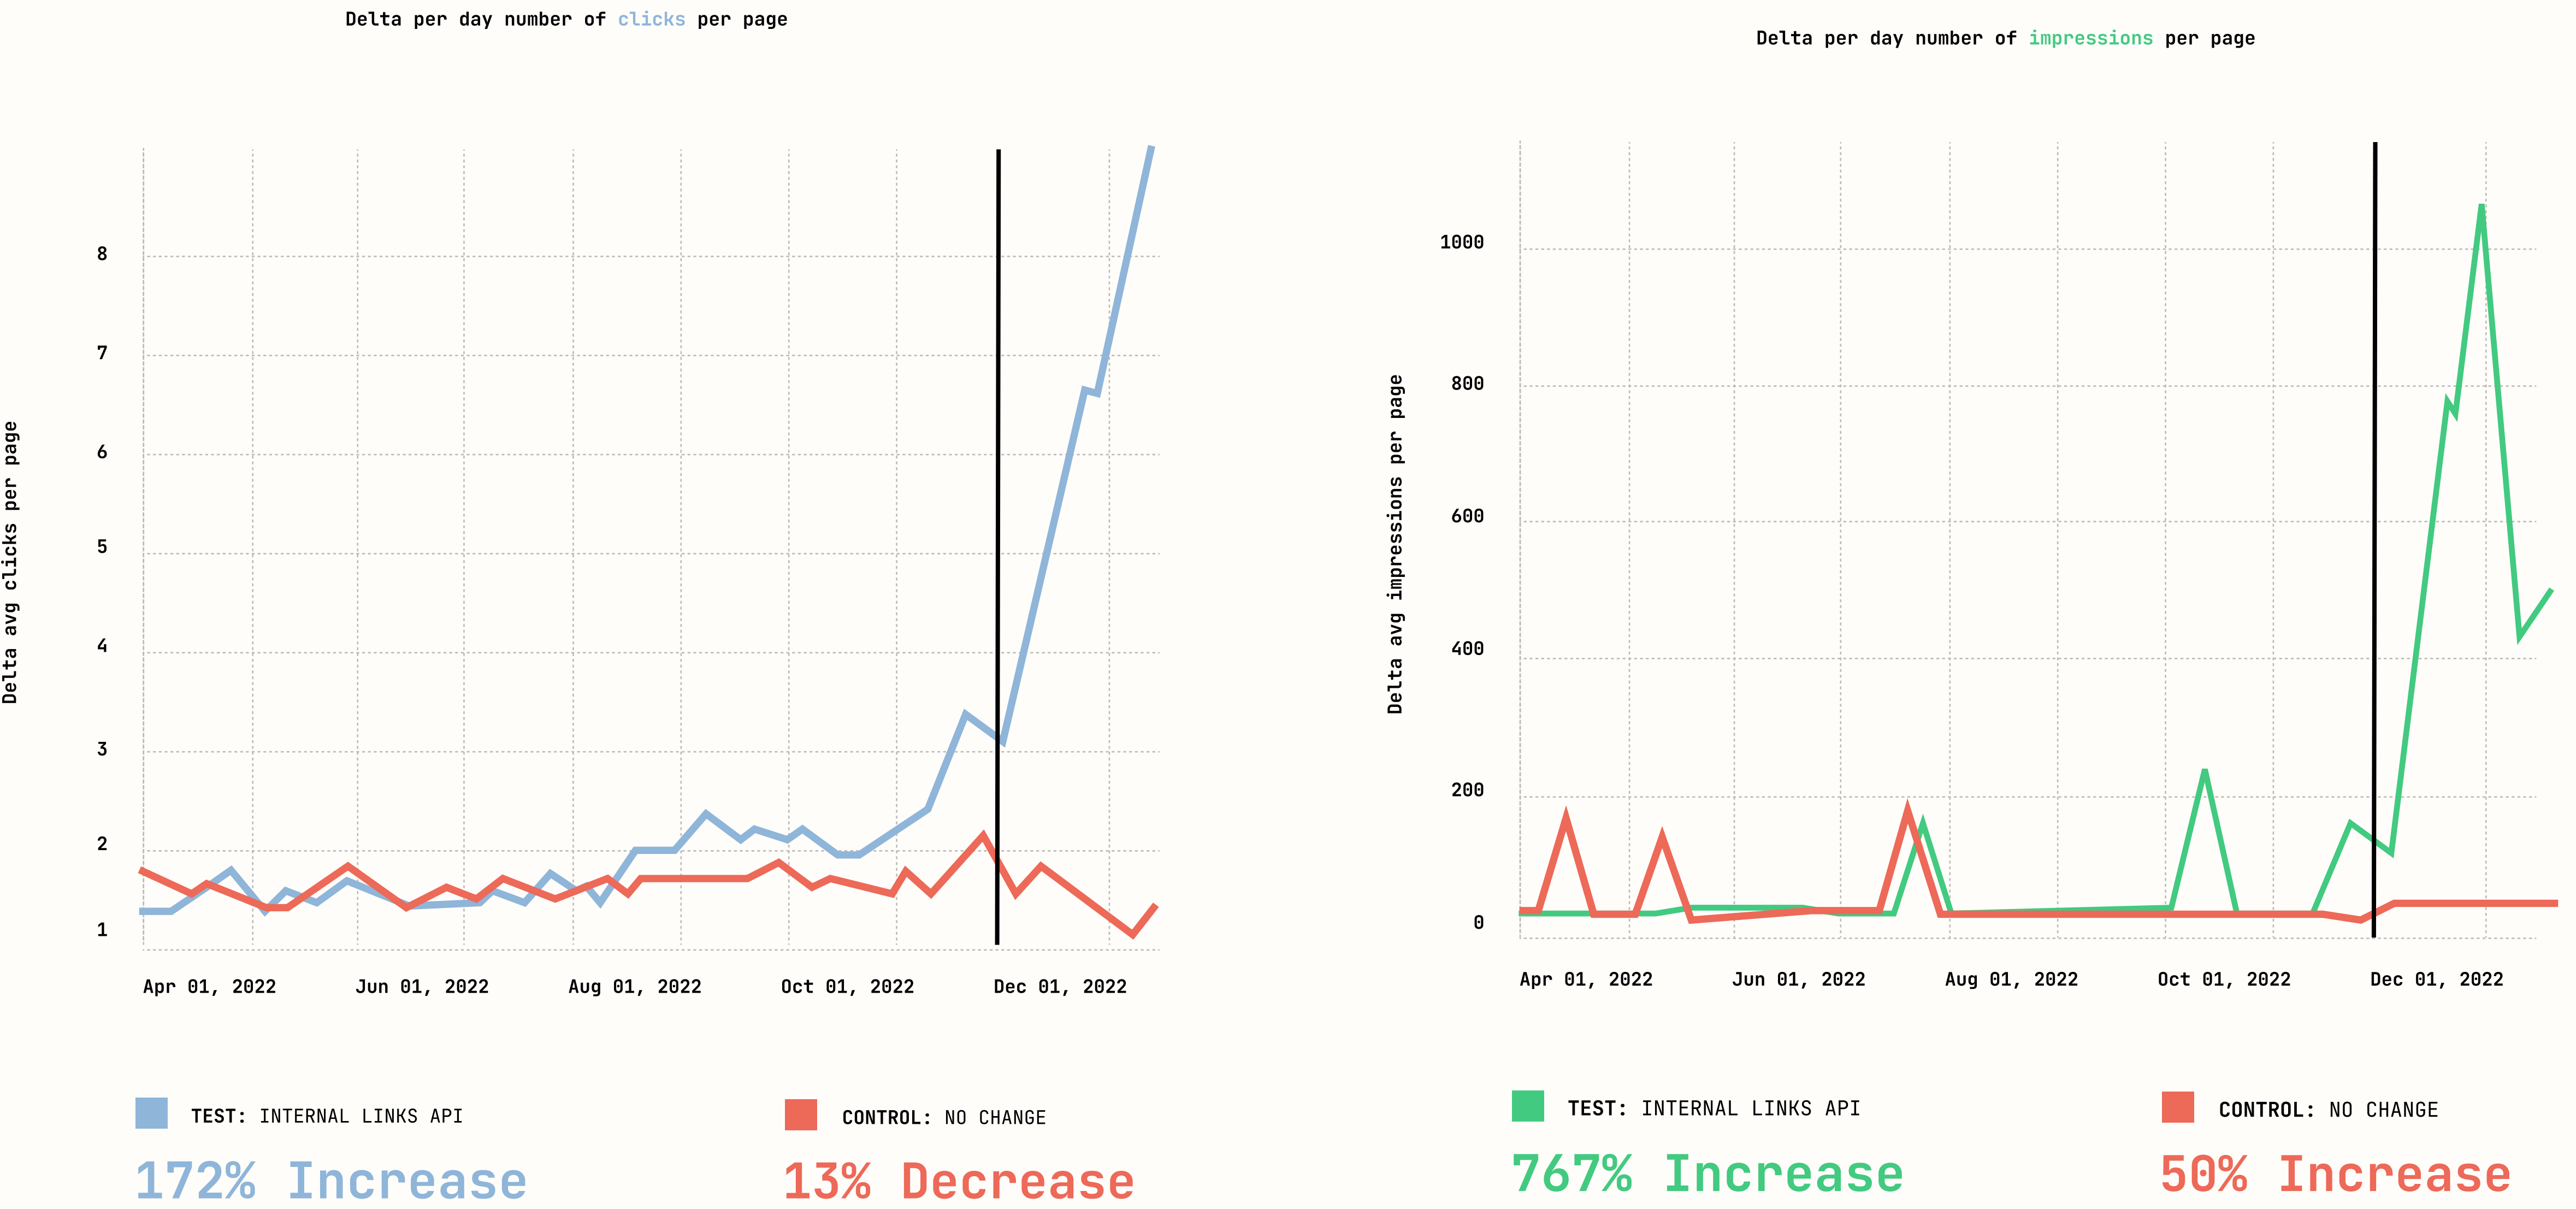 Delta per day number of clicks per page
Delta avg clicks per page
8
7
6
5
4
3
2
1
Apr 01, 2022 Jun 01, 2022 Aug 01, 2022 Oct 01, 2022 Dec 01, 2022
TEST: INTERNAL LINKS API
172% Increase
CONTROL: NO CHANGE
13% Decrease
Delta per day number of impressions per page
Delta avg impressions per page
1000
800
600
400
200
0
Apr 01, 2022 Jun 01, 2022 Aug 01, 2022 Oct 01, 2022 Dec 01, 2022
TEST: INTERNAL LINKS API
767% Increase
CONTROL: NO CHANGE
50% Increase